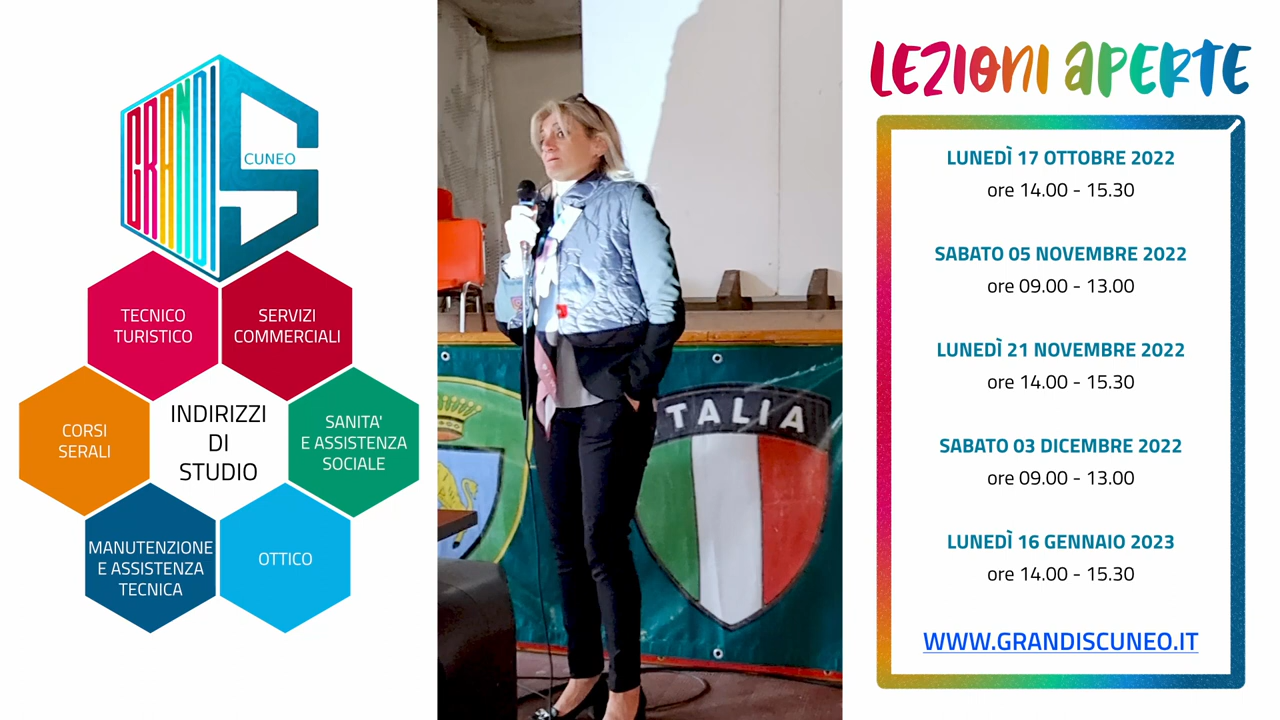 GRANDI
S
CUNEO
TECNICO
TURISTICO
SERVIZI
COMMERCIALI
CORSI
SERALI
INDIRIZZI
DI
STUDIO
SANITA'
E ASSISTENZA
SOCIALE
MANUTENZIONE
E ASSISTENZA
TECNICA
OTTICO
TALIA
LEZIONI APERTE
LUNEDÌ 17 OTTOBRE 2022
ore 14.00 - 15.30
SABATO 05 NOVEMBRE 2022
ore 09.00 - 13.00
LUNEDÌ 21 NOVEMBRE 2022
ore 14.00 - 15.30
SABATO 03 DICEMBRE 2022
ore 09.00 - 13.00
LUNEDÌ 16 GENNAIO 2023
ore 14.00 - 15.30
WWW.GRANDISCUNEO.IT